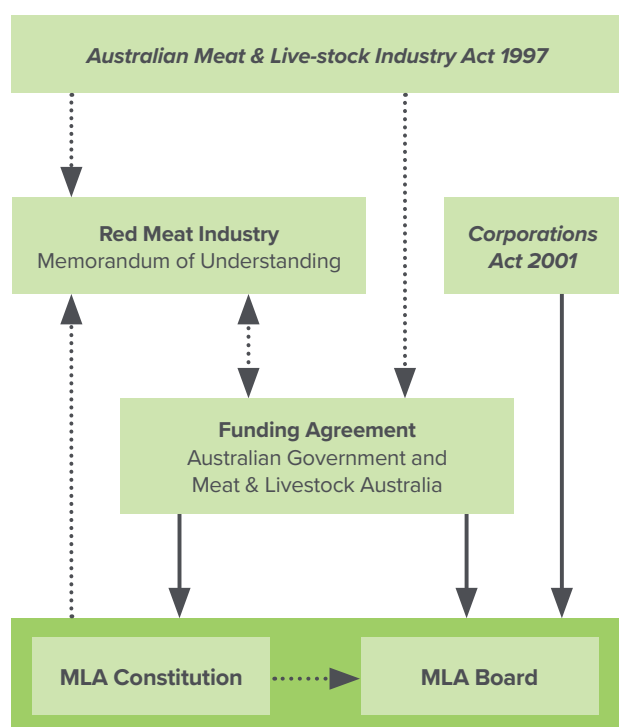 Australian Meat & Live-stock Industry Act 1997
Red Meat Industry
Memorandum of Understanding
Corporations
Act 2001
Funding Agreement
Australian Government and
Meat & Livestock Australia
MLA Constitution
MLA Board